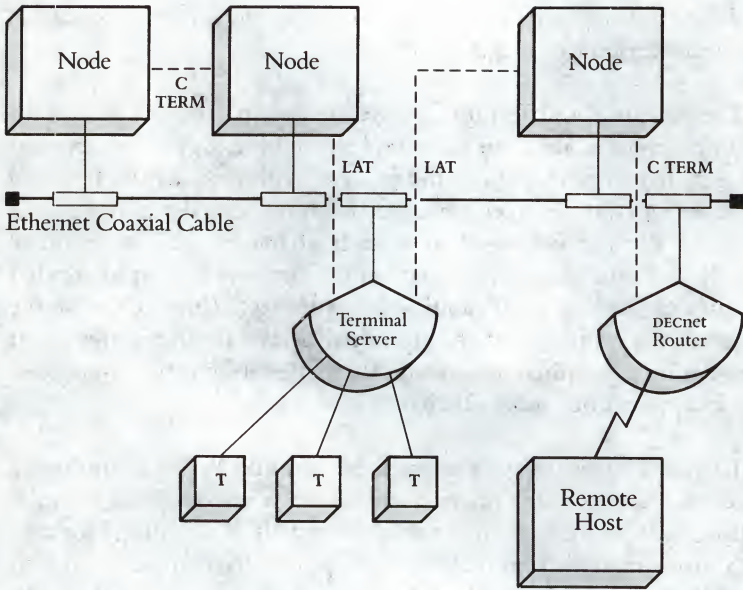 Node
Node
Node
C
TERM
LAT
LAT
C TERM
Ethernet Coaxial Cable
Terminal
Server
DECnet
Router
T
T
T
Remote
Host